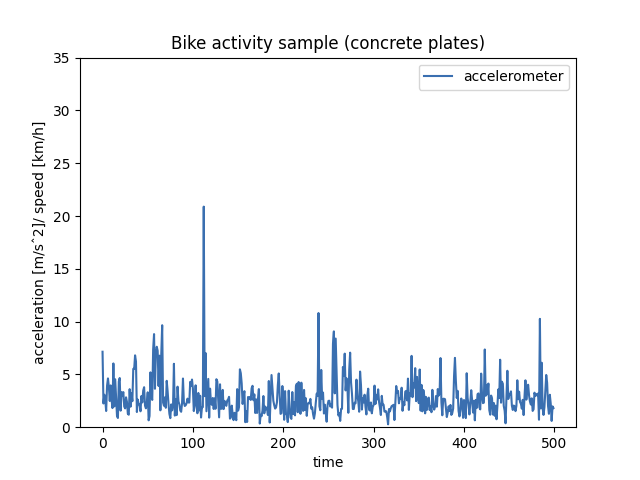 Bike activity sample (concrete plates)
accelerometer
35
30
25
20
15
10
5
0
acceleration [m/sˆ2]/ speed [km/h]
0 100 200 300 400 500
time